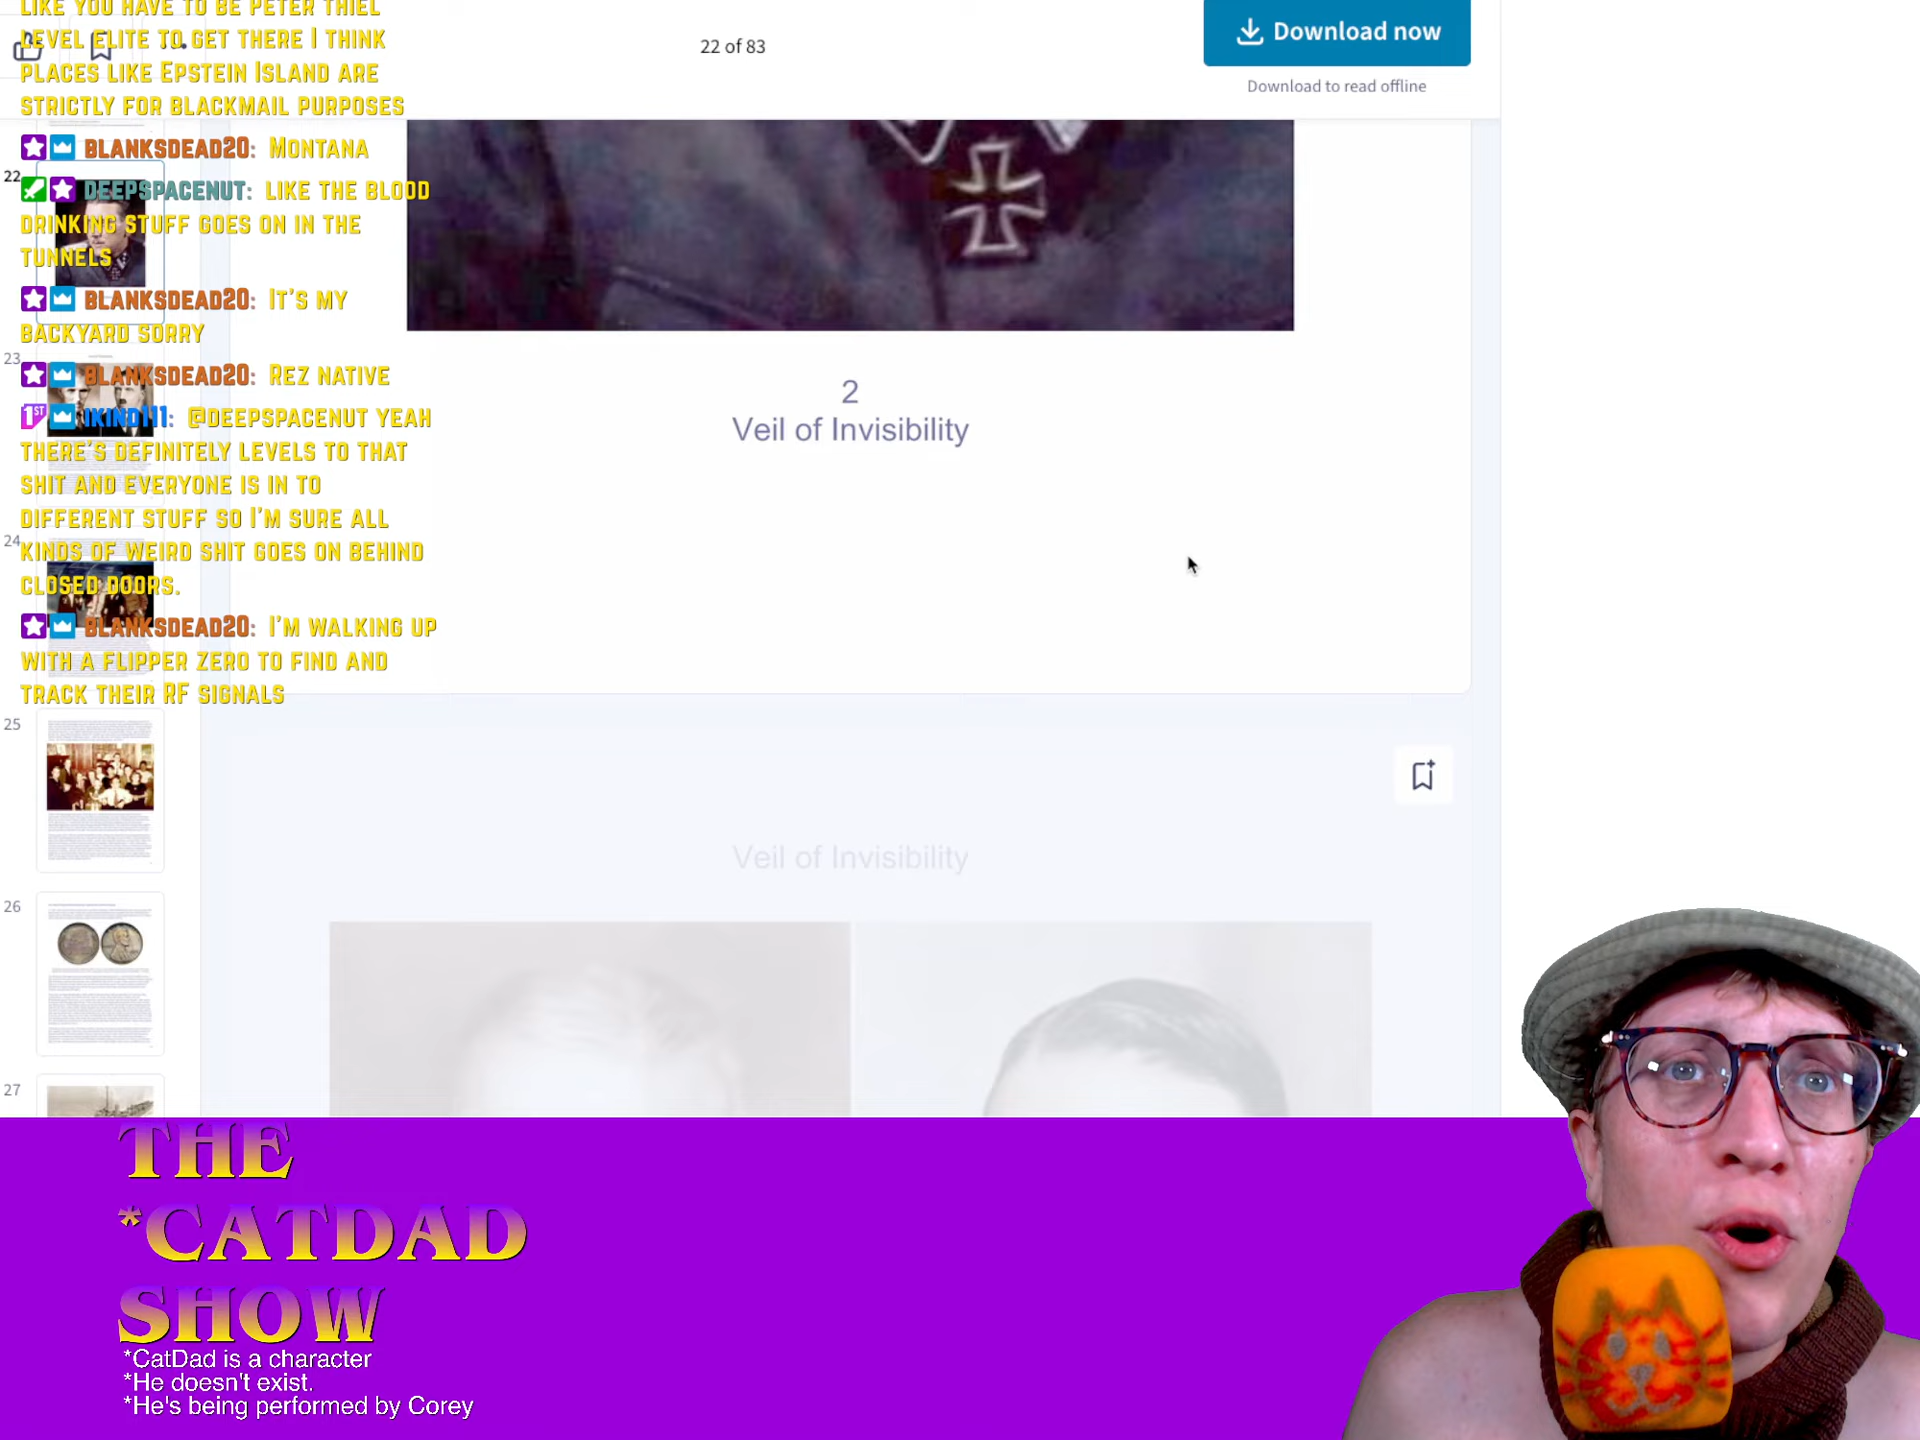 LIKE YOU HAVE TO BE PETER THIEL
LEVEL ELITE TO GET THERE I THINK
PLACES LIKE EPSTEIN ISLAND ARE
STRICTLY FOR BLACKMAIL PURPOSES
BLANKSDEAD20: MONTANA
DEEPSPACENUT: LIKE THE BLOOD
DRINKING STUFF GOES ON IN THE
TUNNELS
BLANKSDEAD20: IT'S MY
BACKYARD SORRY
BLANKSDEAD20: REZ NATIVE
1ST IKIND111: @DEEPSPACENUT YEAH
THERE'S DEFINITELY LEVELS TO THAT
SHIT AND EVERYONE IS IN TO
DIFFERENT STUFF SO I'M SURE ALL
KINDS OF WEIRD SHIT GOES ON BEHIND
CLOSED DOORS.
BLANKSDEAD20: I'M WALKING UP
WITH A FLIPPER ZERO TO FIND AND
TRACK THEIR RF SIGNALS
22
23
24
25
26
27
22 of 83
Download now
Download to read offline
2
Veil of Invisibility
Veil of Invisibility
THE
*CATDAD
SHOW
*CatDad is a character
*He doesn't exist.
*He's being performed by Corey